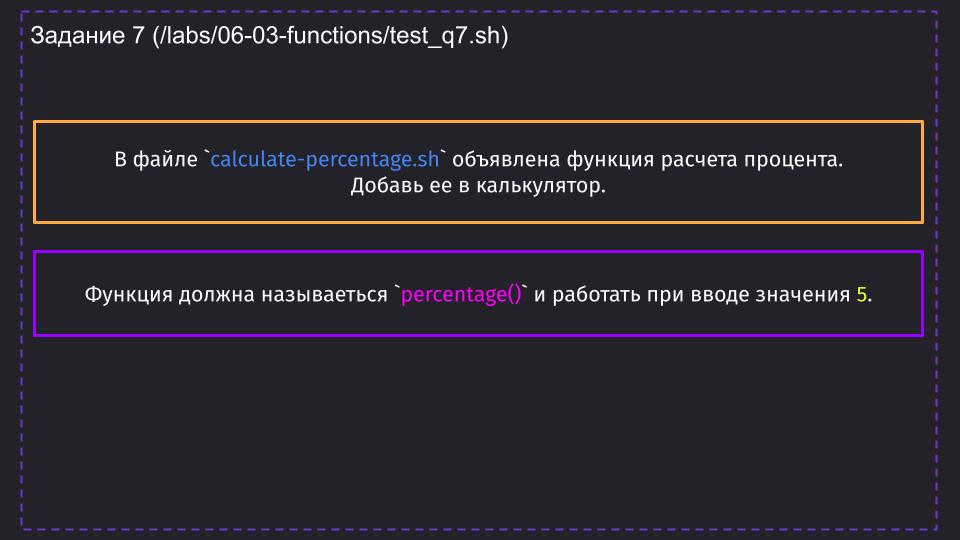 Задание 7 (/labs/06-03-functions/test_q7.sh)
В файле `calculate-percentage.sh` объявлена функция расчета процента.
Добавь ее в калькулятор.
Функция должна называеться `percentage()` и работать при вводе значения 5.